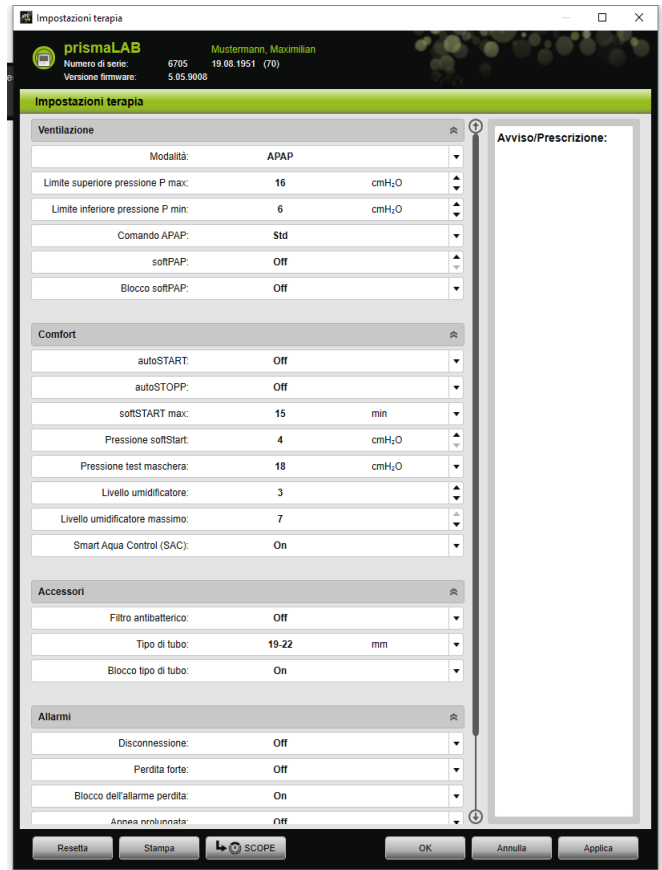 Impostazioni terapia
prismaLAB Mustermann, Maximilian
Numero di serie: 6705 19.08.1951 (70)
Versione firmware: 5.05.9008
Impostazioni terapia
Ventilazione
Modalità: APAP
Limite superiore pressione P max: 16 cmH₂O
Limite inferiore pressione P min: 6 cmH₂O
Comando APAP: Std
softPAP: Off
Blocco softPAP: Off
Comfort
autoSTART: Off
autoSTOPP: Off
softSTART max: 15 min
Pressione softStart: 4 cmH₂O
Pressione test maschera: 18 cmH₂O
Livello umidificatore: 3
Livello umidificatore massimo: 7
Smart Aqua Control (SAC): On
Accessori
Filtro antibatterico: Off
Tipo di tubo: 19-22 mm
Blocco tipo di tubo: On
Allarmi
Disconnessione: Off
Perdita forte: Off
Blocco dell'allarme perdita: On
Apnea prolungata: Off
Avviso/Prescrizione:
Resetta Stampa SCOPE OK Annulla Applica